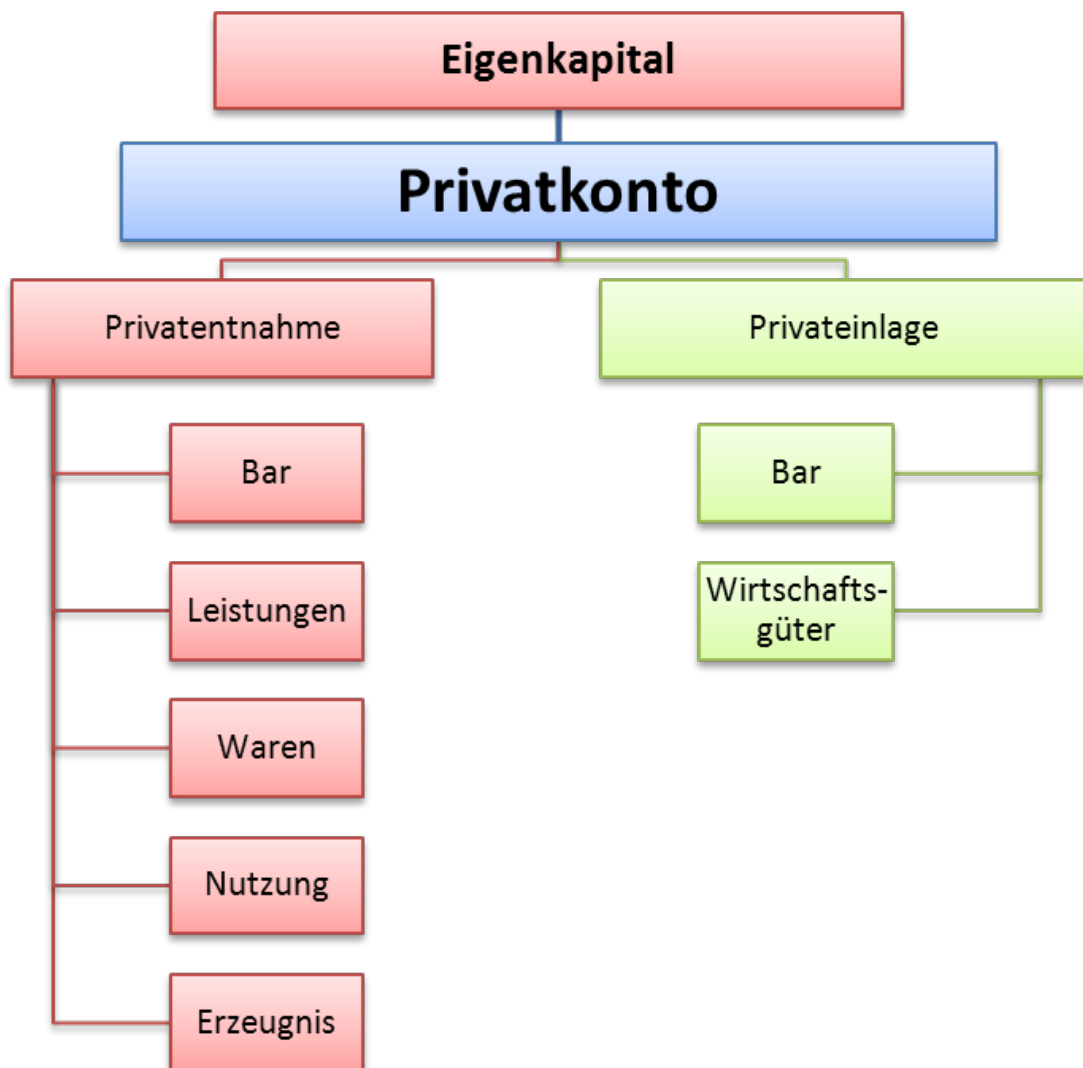 Eigenkapital
Privatkonto
Privatentnahme
Privateinlage
Bar
Bar
Leistungen
Wirtschafts-
güter
Waren
Nutzung
Erzeugnis